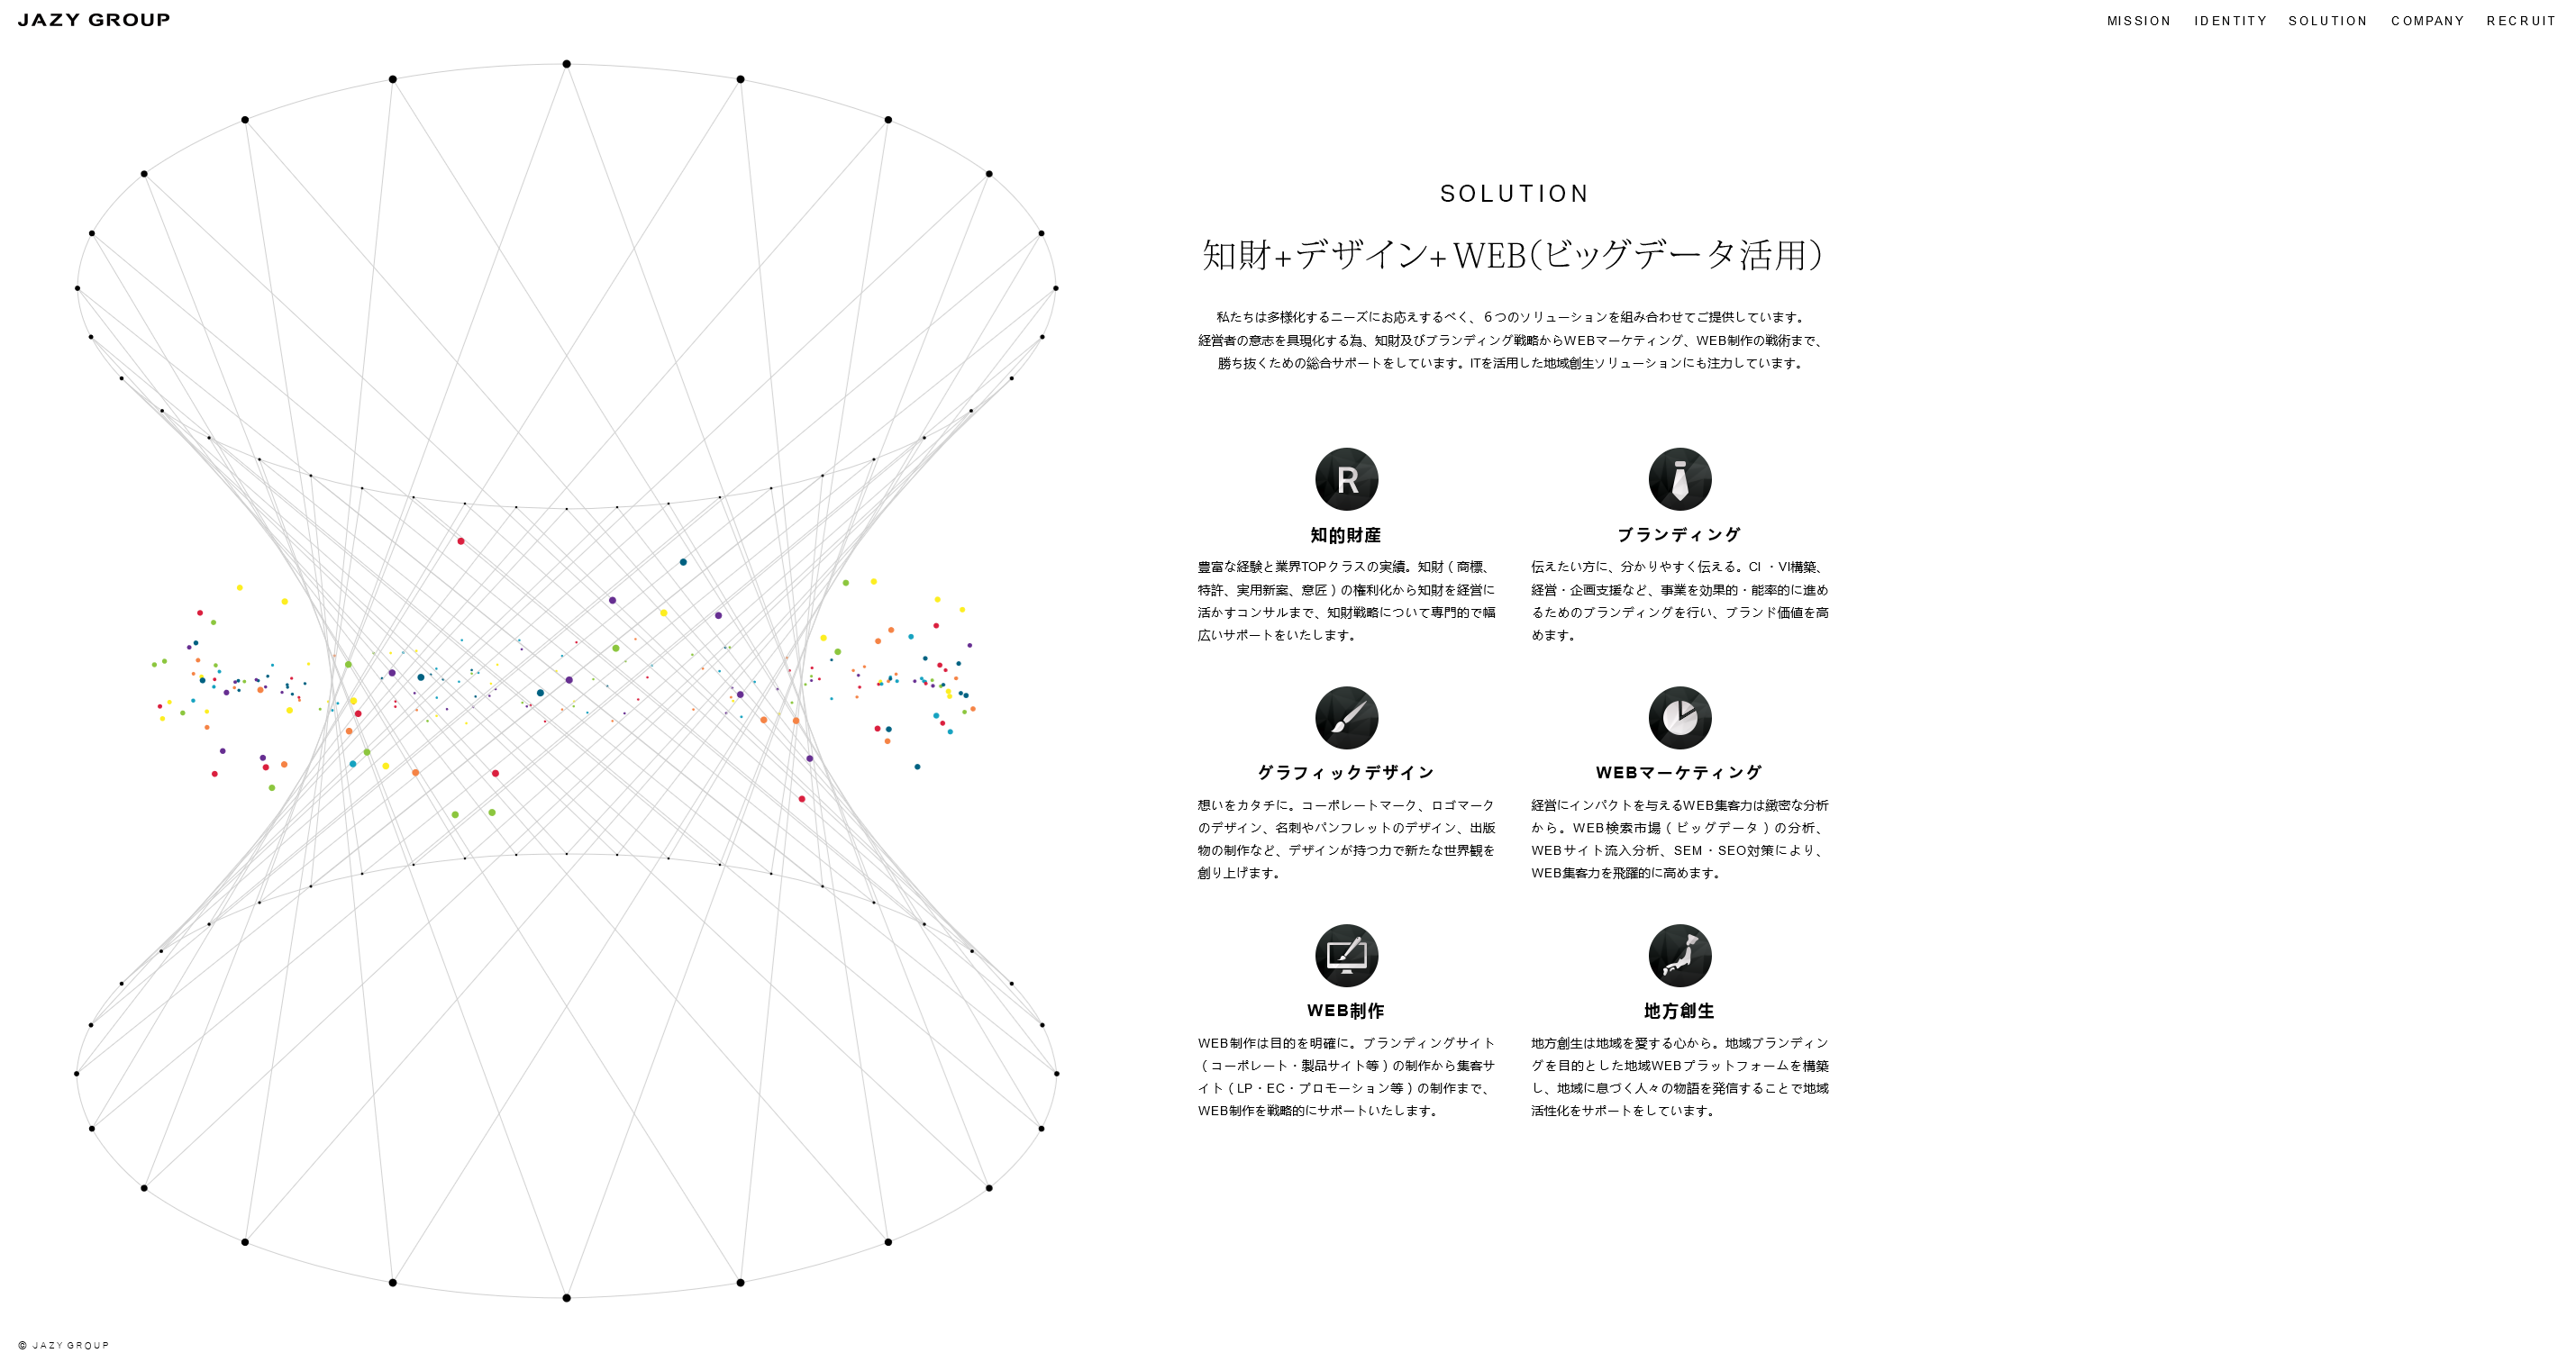 JAZY GROUP
MISSION IDENTITY SOLUTION COMPANY RECRUIT
SOLUTION
知財+デザイン+WEB(ビッグデータ活用)
私たちは多様化するニーズにお応えするべく、６つのソリューションを組み合わせてご提供しています。
経営者の意志を具現化する為、知財及びブランディング戦略からWEBマーケティング、WEB制作の戦術まで、
勝ち抜くための総合サポートをしています。ITを活用した地域創生ソリューションにも注力しています。
R
知的財産
豊富な経験と業界TOPクラスの実績。知財（商標、
特許、実用新案、意匠）の権利化から知財を経営に
活かすコンサルまで、知財戦略について専門的で幅
広いサポートをいたします。
ブランディング
伝えたい方に、分かりやすく伝える。CI・VI構築、
経営・企画支援など、事業を効果的・能率的に進め
るためのブランディングを行い、ブランド価値を高
めます。
グラフィックデザイン
想いをカタチに。コーポレートマーク、ロゴマーク
のデザイン、名刺やパンフレットのデザイン、出版
物の制作など、デザインが持つ力で新たな世界観を
創り上げます。
WEBマーケティング
経営にインパクトを与えるWEB集客力は緻密な分析
から。WEB検索市場（ビッグデータ）の分析、
WEBサイト流入分析、SEM・SEO対策により、
WEB集客力を飛躍的に高めます。
WEB制作
WEB制作は目的を明確に。ブランディングサイト
（コーポレート・製品サイト等）の制作から集客サ
イト（LP・EC・プロモーション等）の制作まで、
WEB制作を戦略的にサポートいたします。
地方創生
地方創生は地域を愛する心から。地域ブランディン
グを目的とした地域WEBプラットフォームを構築
し、地域に息づく人々の物語を発信することで地域
活性化をサポートをしています。
© JAZY GROUP